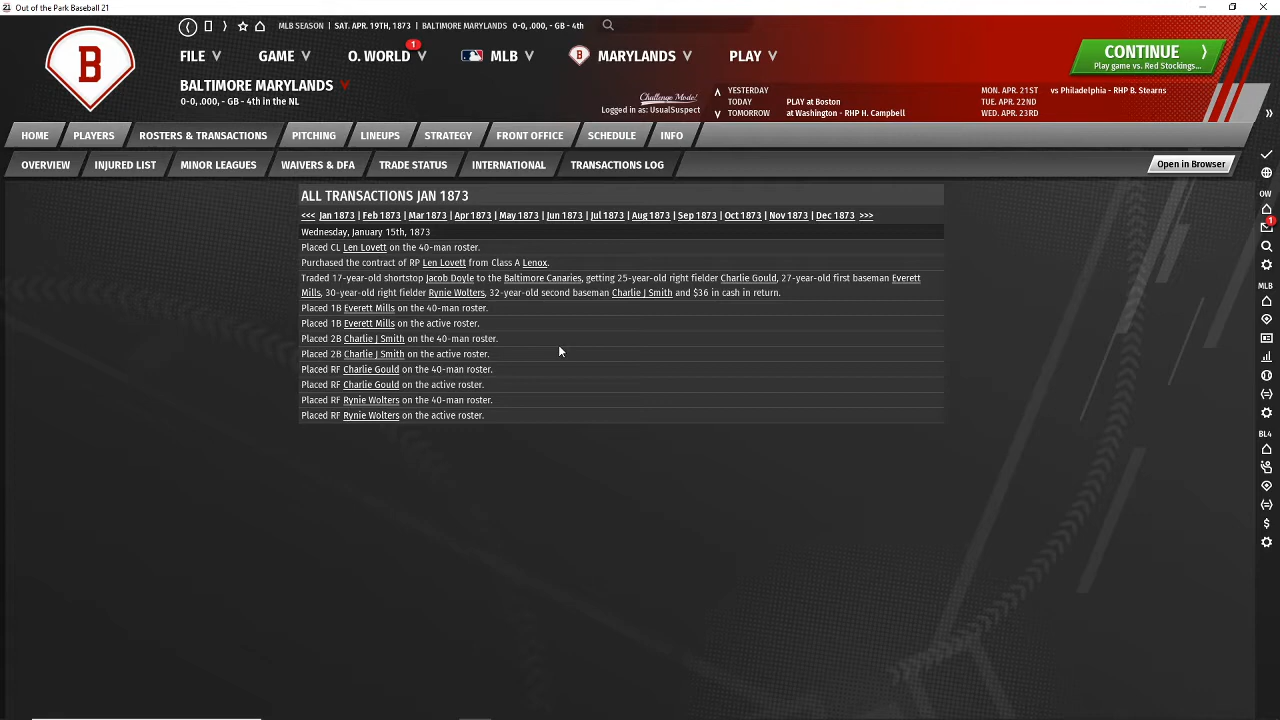 Out of the Park Baseball 21
MLB SEASON | SAT. APR. 19TH, 1873 | BALTIMORE MARYLANDS 0-0, .000, - GB - 4th
B
FILE GAME O. WORLD 1 MLB B MARYLANDS PLAY
CONTINUE
Play game vs. Red Stockings...
BALTIMORE MARYLANDS
0-0, .000, - GB - 4th in the NL
Challenge Mode!
Logged in as: UsualSuspect
YESTERDAY
TODAY PLAY at Boston
TOMORROW at Washington - RHP H. Campbell
MON. APR. 21ST vs Philadelphia - RHP B. Stearns
TUE. APR. 22ND
WED. APR. 23RD
HOME PLAYERS ROSTERS & TRANSACTIONS PITCHING LINEUPS STRATEGY FRONT OFFICE SCHEDULE INFO
OVERVIEW INJURED LIST MINOR LEAGUES WAIVERS & DFA TRADE STATUS INTERNATIONAL TRANSACTIONS LOG Open in Browser
ALL TRANSACTIONS JAN 1873
<<< Jan 1873 | Feb 1873 | Mar 1873 | Apr 1873 | May 1873 | Jun 1873 | Jul 1873 | Aug 1873 | Sep 1873 | Oct 1873 | Nov 1873 | Dec 1873 >>>
Wednesday, January 15th, 1873
Placed CL Len Lovett on the 40-man roster.
Purchased the contract of RP Len Lovett from Class A Lenox.
Traded 17-year-old shortstop Jacob Doyle to the Baltimore Canaries, getting 25-year-old right fielder Charlie Gould, 27-year-old first baseman Everett
Mills, 30-year-old right fielder Rynie Wolters, 32-year-old second baseman Charlie J Smith and $36 in cash in return.
Placed 1B Everett Mills on the 40-man roster.
Placed 1B Everett Mills on the active roster.
Placed 2B Charlie J Smith on the 40-man roster.
Placed 2B Charlie J Smith on the active roster.
Placed RF Charlie Gould on the 40-man roster.
Placed RF Charlie Gould on the active roster.
Placed RF Rynie Wolters on the 40-man roster.
Placed RF Rynie Wolters on the active roster.
OW
1
MLB
BL4
$